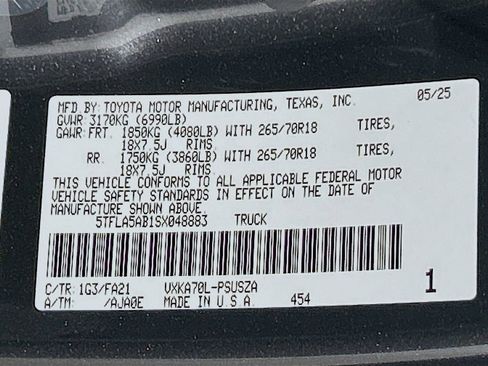 MFD BY: TOYOTA MOTOR MANUFACTURING, TEXAS, INC. 05/25
GVWR 3170KG (6990LB)
GAWR: FRT. 1850KG (4080LB) WITH 265/70R18 TIRES,
18X7.5J RIMS.
RR. 1750KG (3860LB) WITH 265/70R18 TIRES,
18X7.5J RIMS.
THIS VEHICLE CONFORMS TO ALL APPLICABLE FEDERAL MOTOR
VEHICLE SAFETY STANDARDS IN EFFECT ON THE DATE OF
MANUFACTURE SHOWN ABOVE.
5TFLA5AB1SX048883 TRUCK
C/TR: 1G3/FA21 VXKA70L-PSUSZA
A/TM: /AJA0E MADE IN U.S.A. 454 1